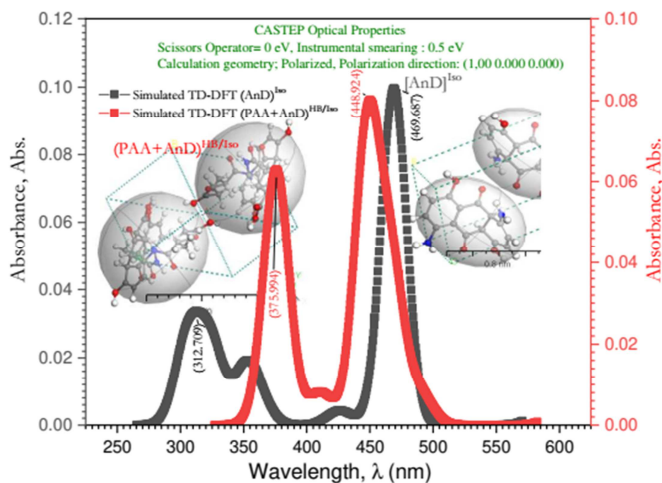 CASTEP Optical Properties
Scissors Operator= 0 eV, Instrumental smearing : 0.5 eV
Calculation geometry; Polarized, Polarization direction: (1,00 0.000 0.000)
Simulated TD-DFT (AnD)^Iso
Simulated TD-DFT (PAA+AnD)^HB/Iso
(PAA+AnD)^HB/Iso
[AnD]^Iso
(448.924)
(469.687)
(375.994)
(312.709)
0.8 nm
Absorbance, Abs.
0.12
0.10
0.08
0.06
0.04
0.02
0.00
Absorbance, Abs.
0.10
0.08
0.06
0.04
0.02
0.00
250 300 350 400 450 500 550 600
Wavelength, λ (nm)